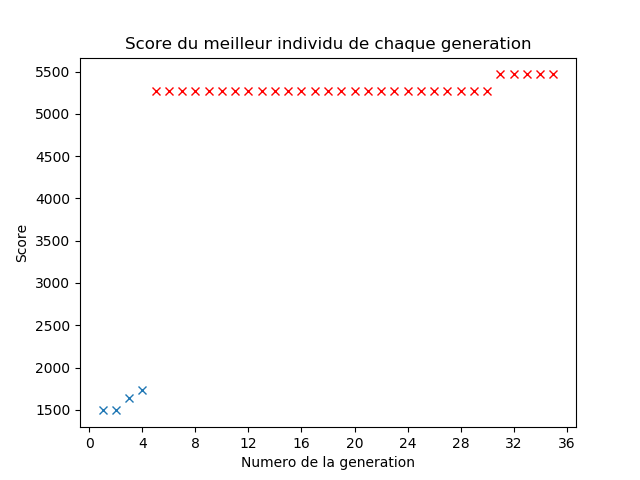 Score du meilleur individu de chaque generation
5500
5000
4500
4000
3500
3000
2500
2000
1500
Score
0 4 8 12 16 20 24 28 32 36
Numero de la generation